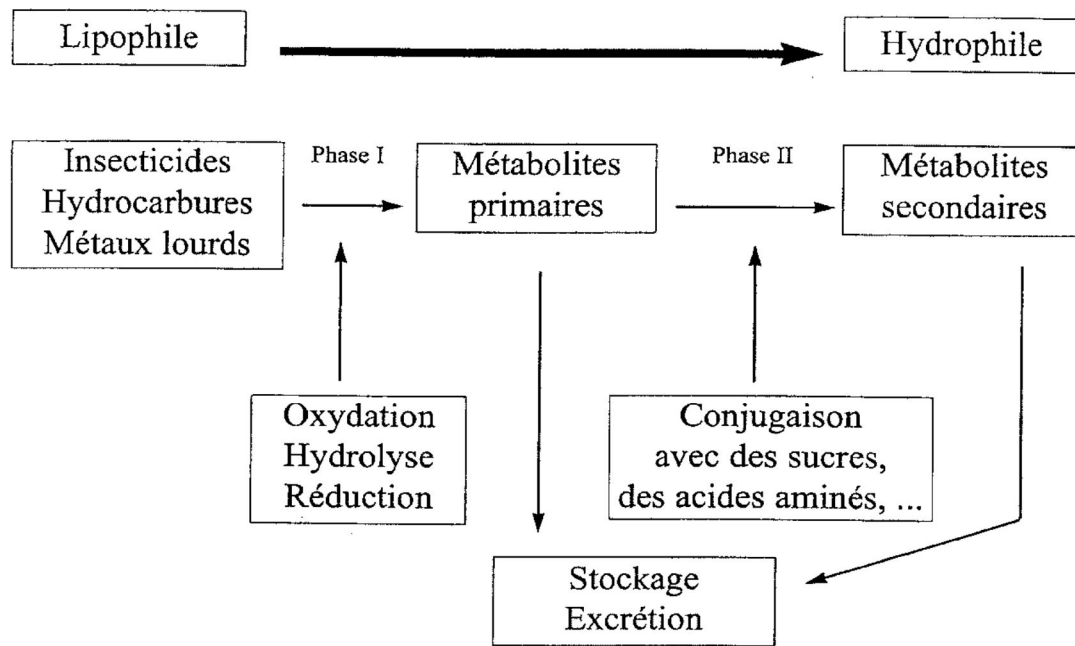 Lipophile
Hydrophile
Insecticides
Hydrocarbures
Métaux lourds
Phase I
Métabolites
primaires
Phase II
Métabolites
secondaires
Oxydation
Hydrolyse
Réduction
Conjugaison
avec des sucres,
des acides aminés, ...
Stockage
Excrétion